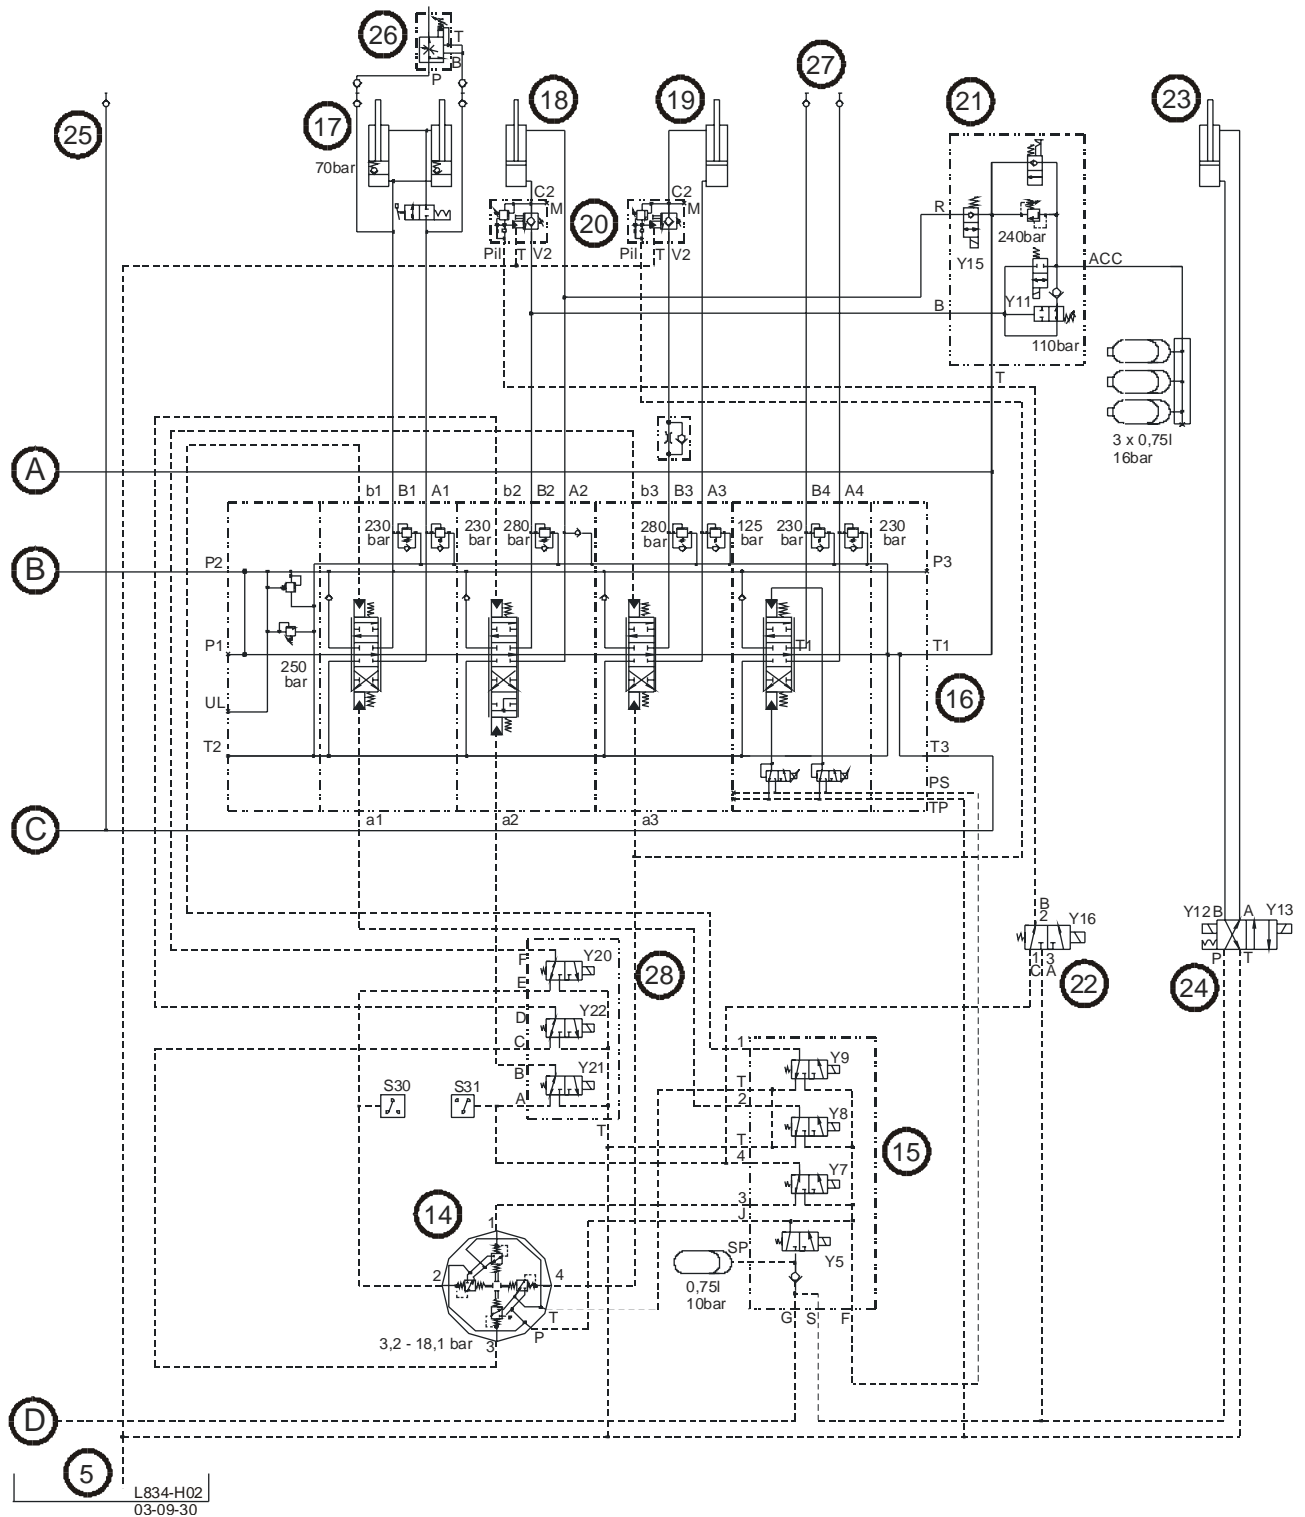 26
T
B
P
25
17
18
19
27
21
23
70bar
C2
M
20
C2
M
Pil
T
V2
Pil
T
V2
R
240bar
Y15
ACC
B
Y11
110bar
T
3 x 0,75l
16bar
A
b1
B1
A1
b2
B2
A2
b3
B3
A3
B4
A4
230
bar
230
bar
280
bar
280
bar
125
bar
230
bar
230
bar
B
P2
P3
P1
T1
T1
250
bar
UL
16
T2
T3
PS
TP
C
a1
a2
a3
B
2
Y16
1
3
C
A
22
Y12
B
A
Y13
P
T
24
F
Y20
E
28
D
Y22
C
B
Y21
A
T
S30
S31
1
Y9
T
2
Y8
T
4
Y7
15
3
J
SP
Y5
0,75l
10bar
G
S
F
14
1
2
4
T
P
3
3,2 - 18,1 bar
D
5
L834-H02
03-09-30